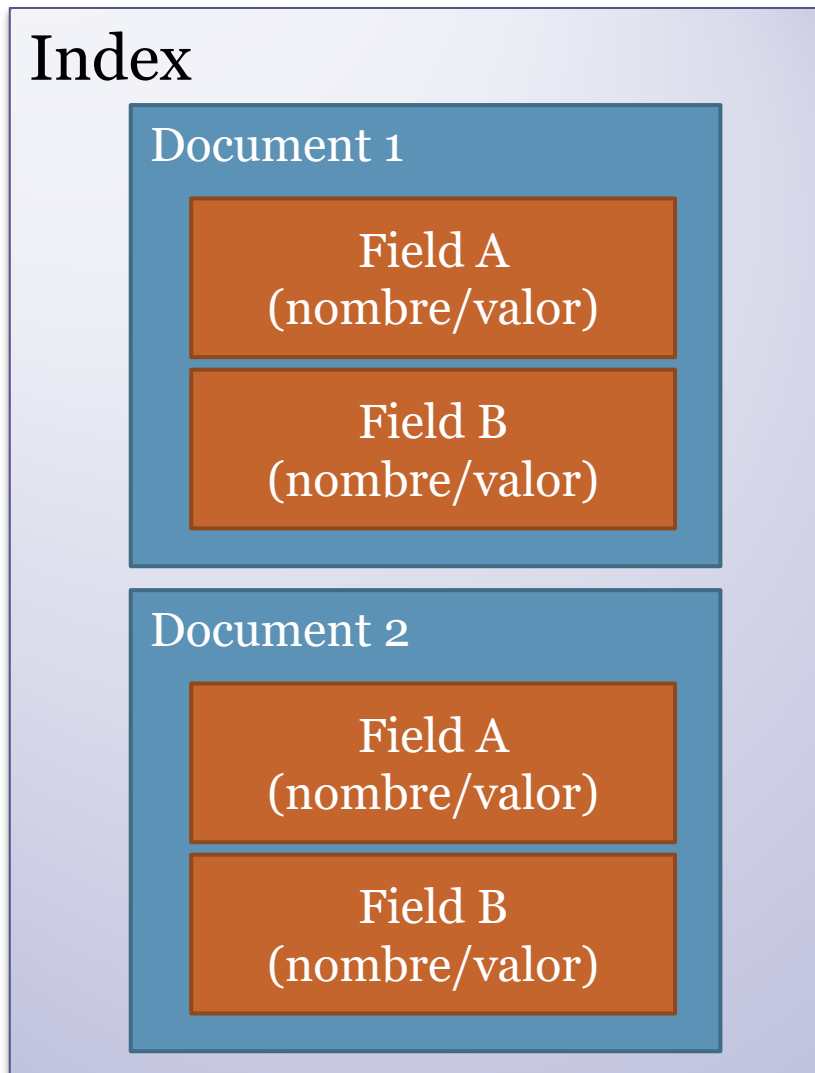 Index
Document 1
Field A
(nombre/valor)
Field B
(nombre/valor)
Document 2
Field A
(nombre/valor)
Field B
(nombre/valor)